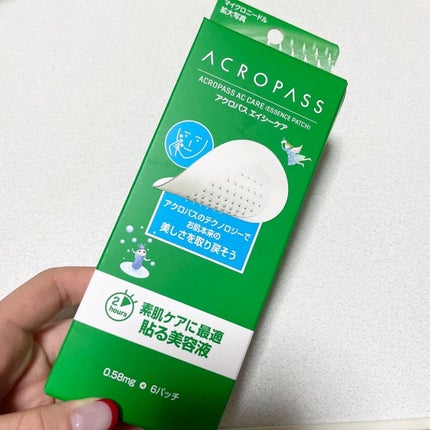 マイクロニードル
拡大写真
ACROPASS
ACROPASS AC CARE (ESSENCE PATCH)
アクロパス エイシーケア
アクロパスのテクノロジーで
お肌本来の
美しさを取り戻そう
2
hours
素肌ケアに最適
貼る美容液
0.58mg 6パッチ